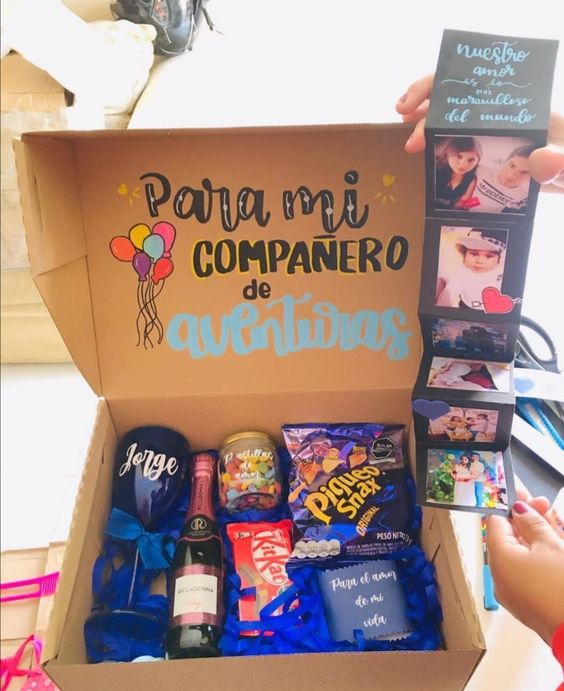 Nuestro
amor
es lo
más
maravilloso
del mundo
Para mi
COMPAÑERO
de
aventuras
Jorge
Pastillas
de
amor
Piqueo
Snax
ORIGINAL
PESO NETO
KitKat
RICCADONNA
Para el amor
de mi
vida